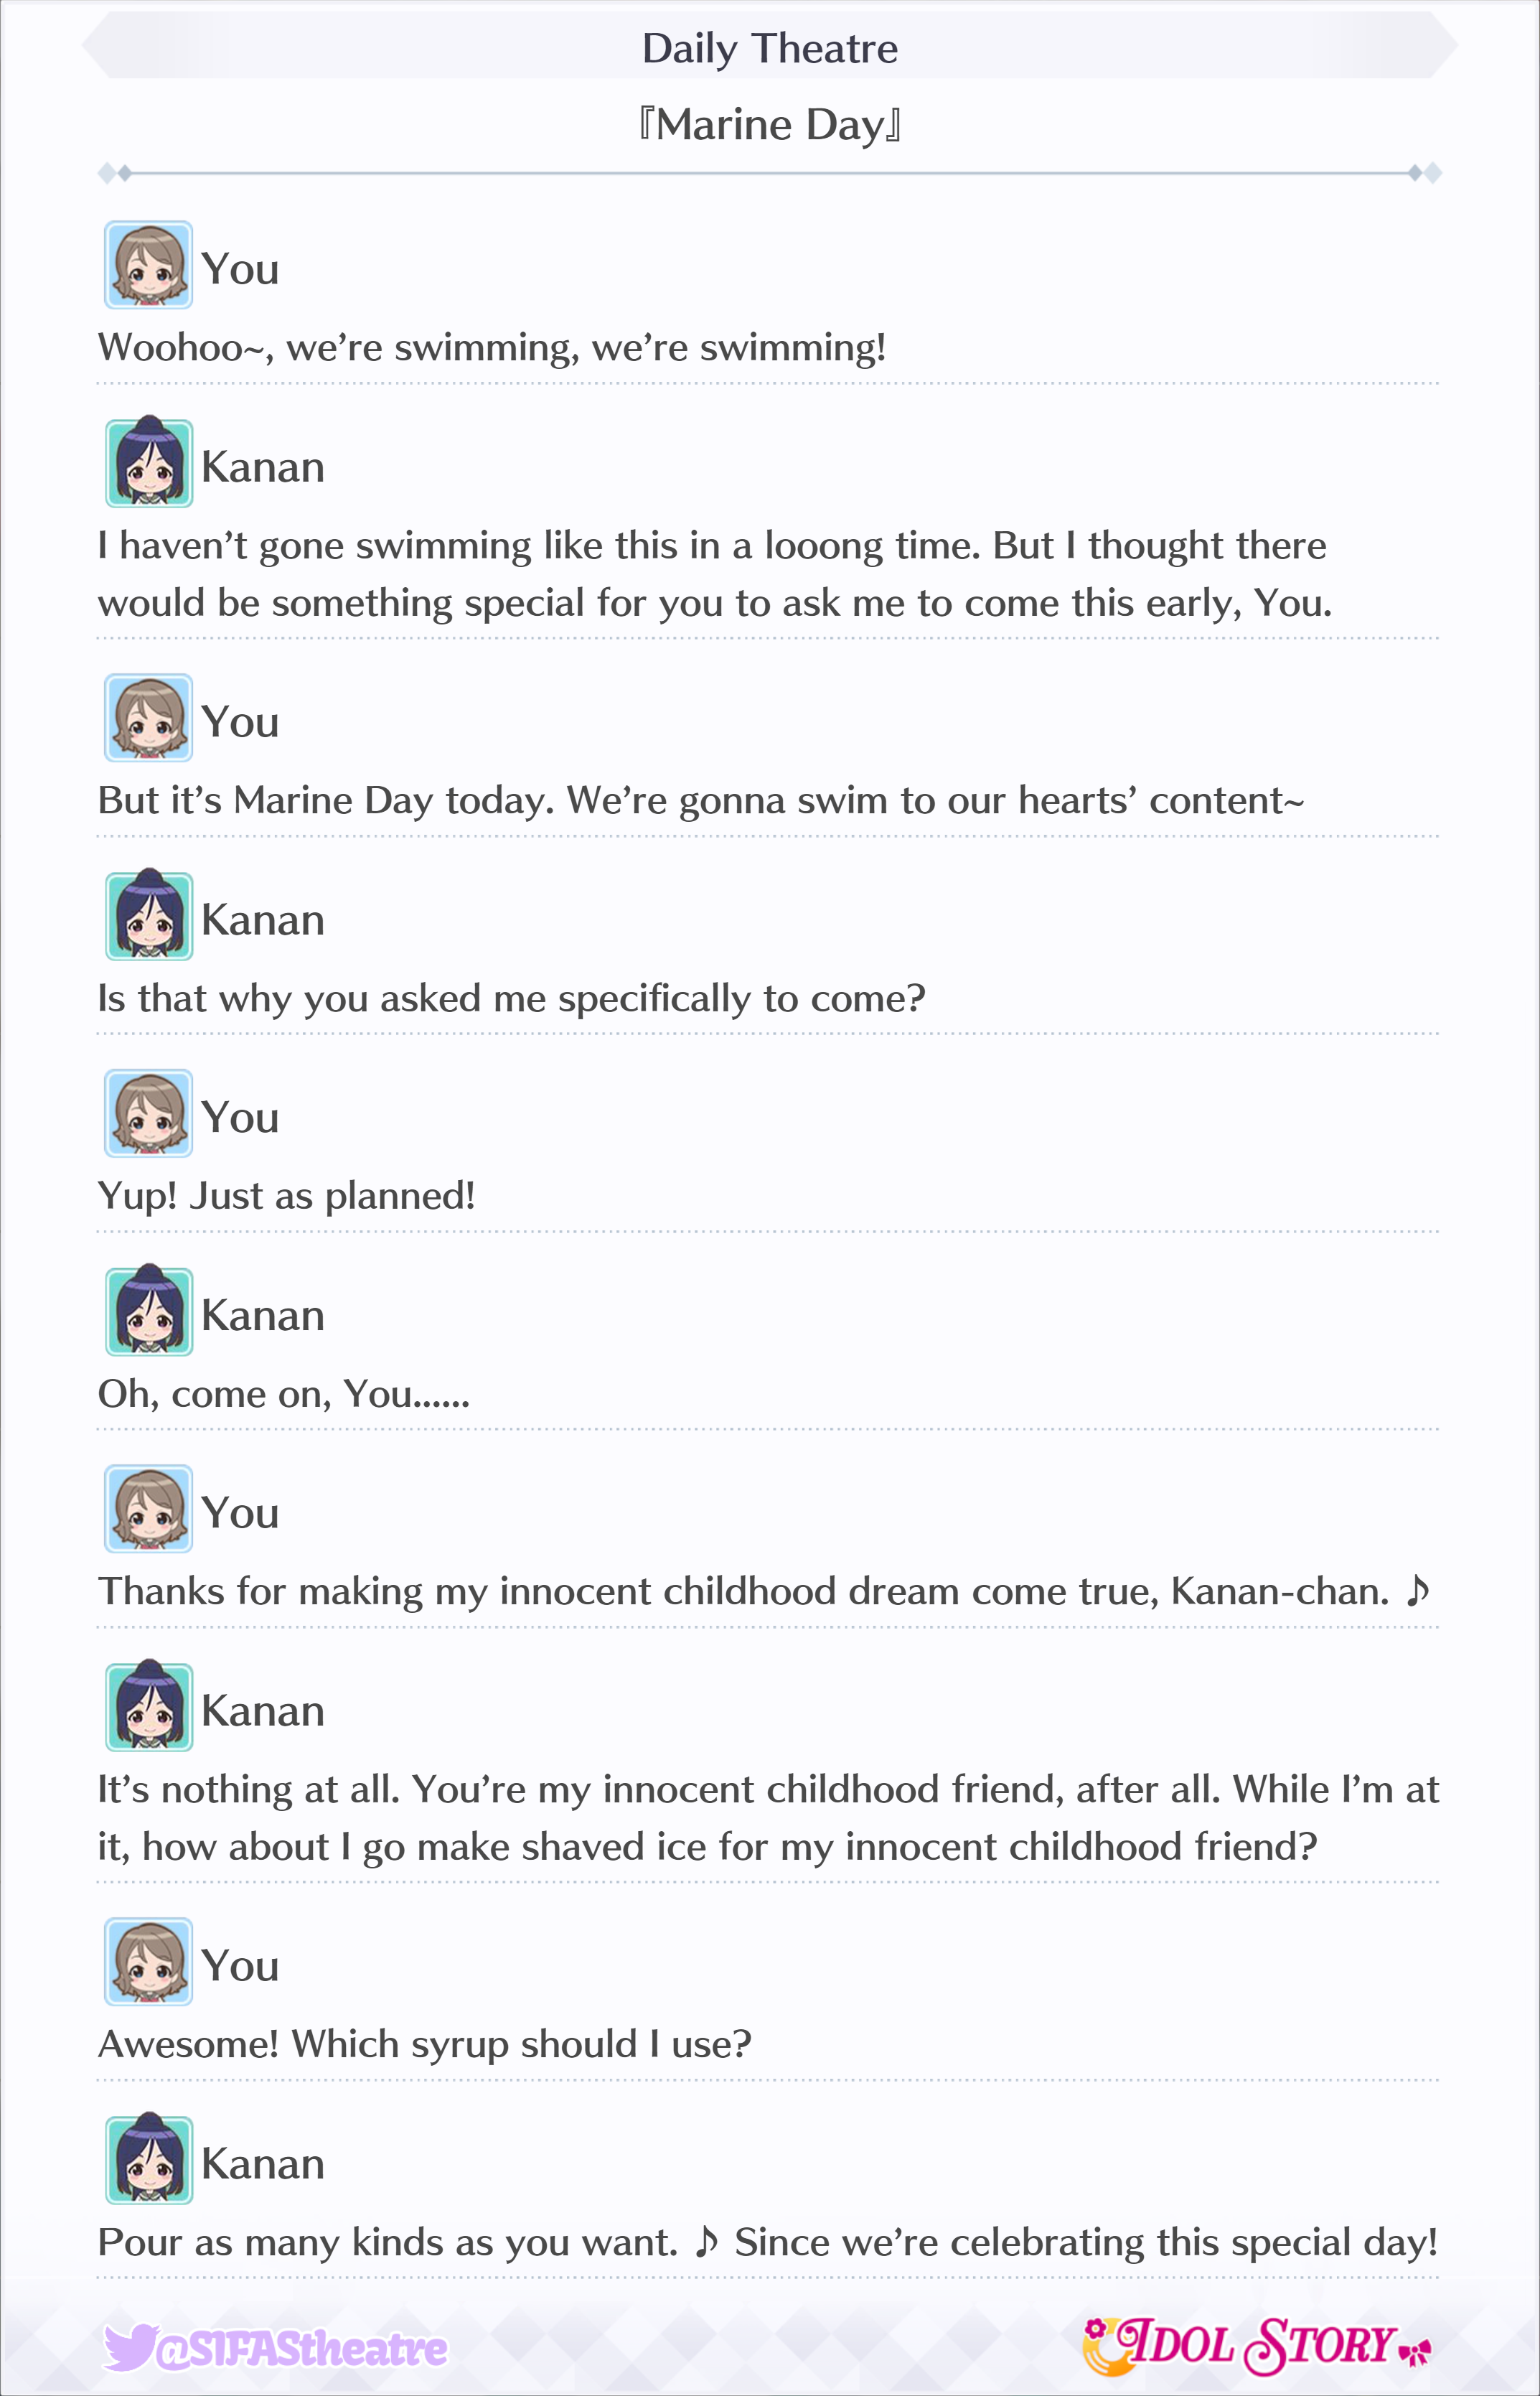 Daily Theatre
『Marine Day』
You
Woohoo~, we're swimming, we're swimming!
Kanan
I haven't gone swimming like this in a looong time. But I thought there
would be something special for you to ask me to come this early, You.
You
But it's Marine Day today. We're gonna swim to our hearts' content~
Kanan
Is that why you asked me specifically to come?
You
Yup! Just as planned!
Kanan
Oh, come on, You......
You
Thanks for making my innocent childhood dream come true, Kanan-chan. ♪
Kanan
It's nothing at all. You're my innocent childhood friend, after all. While I'm at
it, how about I go make shaved ice for my innocent childhood friend?
You
Awesome! Which syrup should I use?
Kanan
Pour as many kinds as you want. ♪ Since we're celebrating this special day!
@SIFAStheatre
IDOL STORY